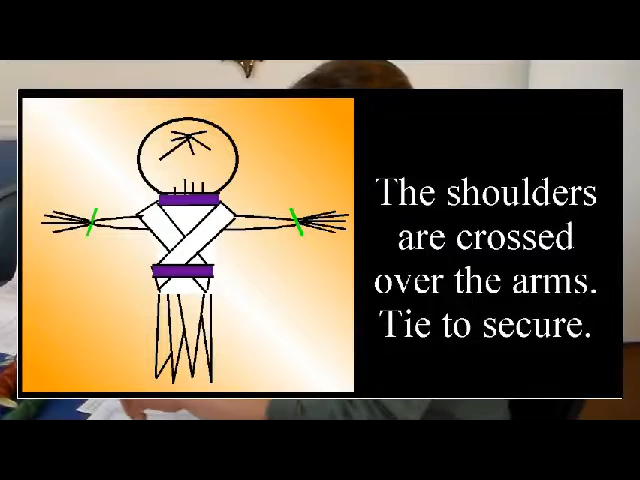 The shoulders
are crossed
over the arms.
Tie to secure.